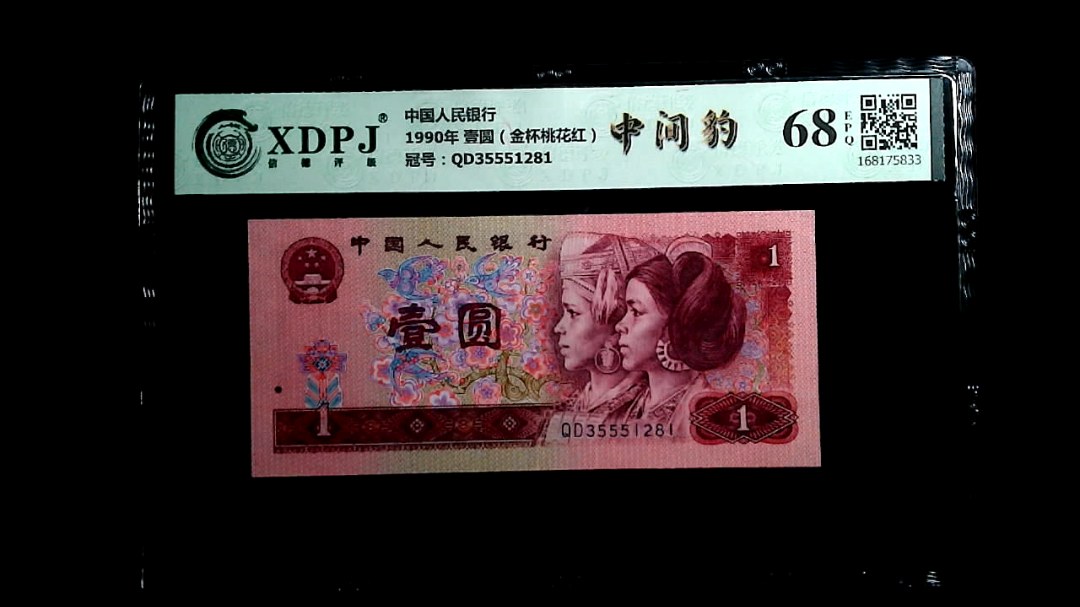 XDPJ®
信德评级
中国人民银行
1990年 壹圆（金杯桃花红）
冠号：QD35551281
中间豹
68
EPQ
168175833
中国人民银行
1
壹圆
1
QD35551281
1